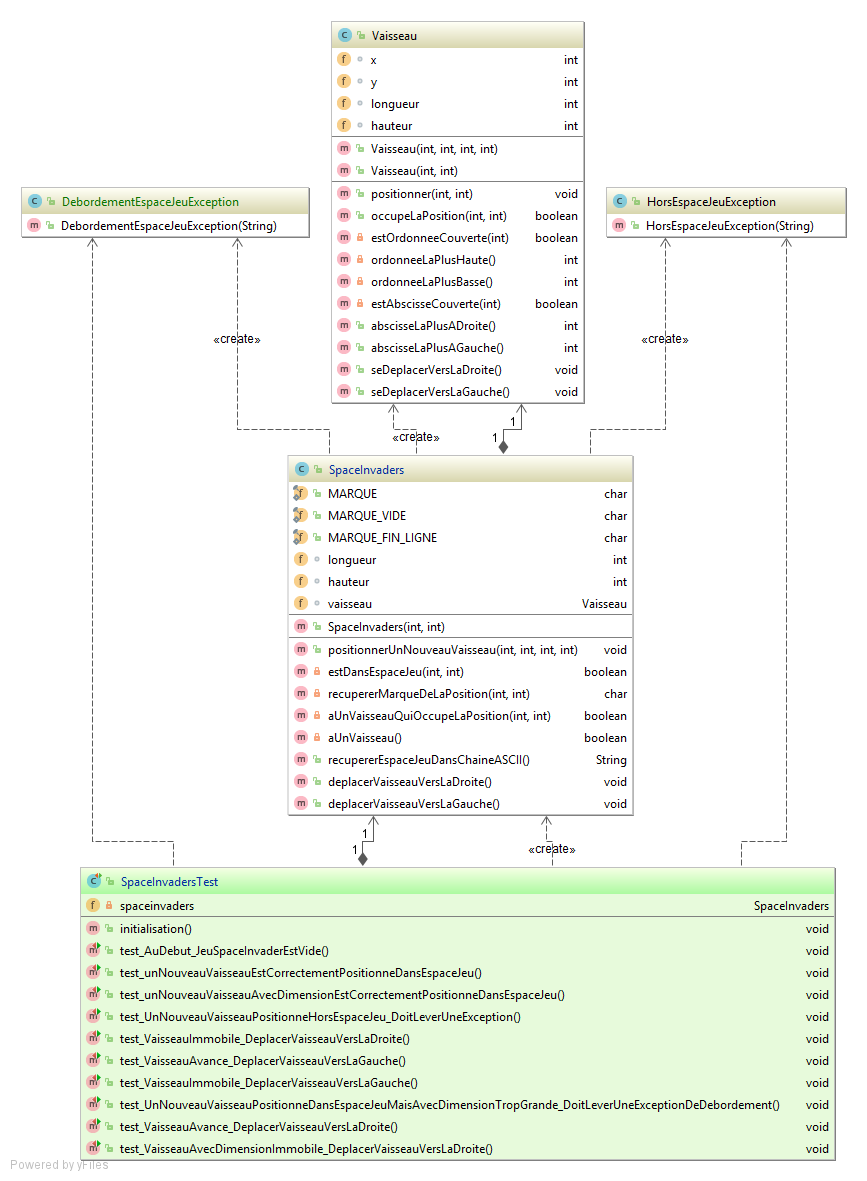 Vaisseau
x int
y int
longueur int
hauteur int
Vaisseau(int, int, int, int)
Vaisseau(int, int)
positionner(int, int) void
occupeLaPosition(int, int) boolean
estOrdonneeCouverte(int) boolean
ordonneeLaPlusHaute() int
ordonneeLaPlusBasse() int
estAbscisseCouverte(int) boolean
abscisseLaPlusADroite() int
abscisseLaPlusAGauche() int
seDeplacerVersLaDroite() void
seDeplacerVersLaGauche() void
DebordementEspaceJeuException
DebordementEspaceJeuException(String)
HorsEspaceJeuException
HorsEspaceJeuException(String)
«create»
«create»
«create»
1
1
SpaceInvaders
MARQUE char
MARQUE_VIDE char
MARQUE_FIN_LIGNE char
longueur int
hauteur int
vaisseau Vaisseau
SpaceInvaders(int, int)
positionnerUnNouveauVaisseau(int, int, int, int) void
estDansEspaceJeu(int, int) boolean
recupererMarqueDeLaPosition(int, int) char
aUnVaisseauQuiOccupeLaPosition(int, int) boolean
aUnVaisseau() boolean
recupererEspaceJeuDansChaineASCII() String
deplacerVaisseauVersLaDroite() void
deplacerVaisseauVersLaGauche() void
1
1
«create»
SpaceInvadersTest
spaceinvaders SpaceInvaders
initialisation() void
test_AuDebut_JeuSpaceInvaderEstVide() void
test_unNouveauVaisseauEstCorrectementPositionneDansEspaceJeu() void
test_unNouveauVaisseauAvecDimensionEstCorrectementPositionneDansEspaceJeu() void
test_UnNouveauVaisseauPositionneHorsEspaceJeu_DoitLeverUneException() void
test_VaisseauImmobile_DeplacerVaisseauVersLaDroite() void
test_VaisseauAvance_DeplacerVaisseauVersLaGauche() void
test_VaisseauImmobile_DeplacerVaisseauVersLaGauche() void
test_UnNouveauVaisseauPositionneDansEspaceJeuMaisAvecDimensionTropGrande_DoitLeverUneExceptionDeDebordement() void
test_VaisseauAvance_DeplacerVaisseauVersLaDroite() void
test_VaisseauAvecDimensionImmobile_DeplacerVaisseauVersLaDroite() void
Powered by yFiles